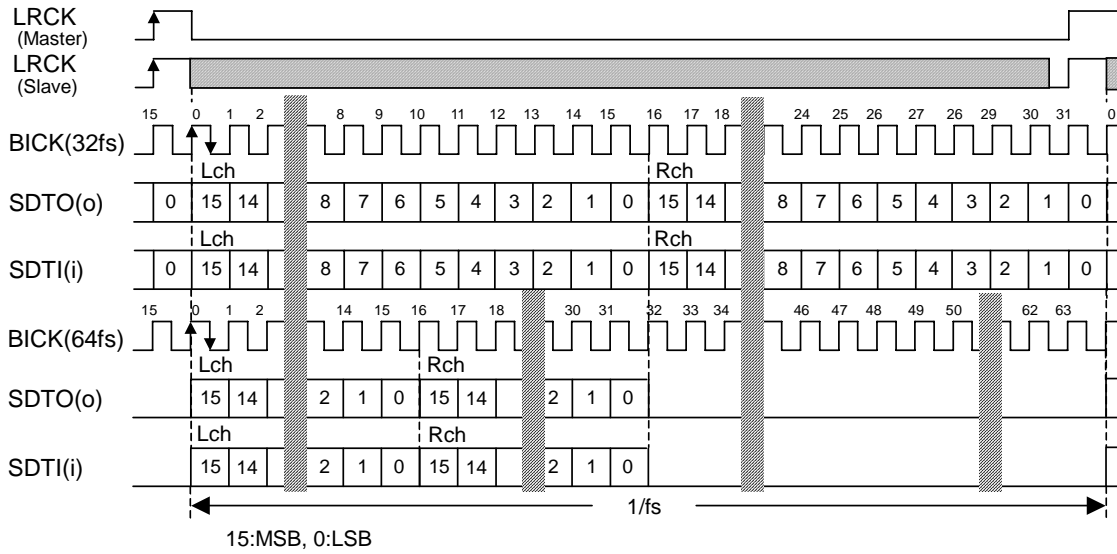 LRCK
(Master)
LRCK
(Slave)
15 0 1 2 8 9 10 11 12 13 14 15 16 17 18 24 25 26 27 26 29 30 31 0
BICK(32fs)
Lch Rch
SDTO(o) 0 15 14 8 7 6 5 4 3 2 1 0 15 14 8 7 6 5 4 3 2 1 0
Lch Rch
SDTI(i) 0 15 14 8 7 6 5 4 3 2 1 0 15 14 8 7 6 5 4 3 2 1 0
15 0 1 2 14 15 16 17 18 30 31 32 33 34 46 47 48 49 50 62 63
BICK(64fs)
Lch Rch
SDTO(o) 15 14 2 1 0 15 14 2 1 0
Lch Rch
SDTI(i) 15 14 2 1 0 15 14 2 1 0
1/fs
15:MSB, 0:LSB